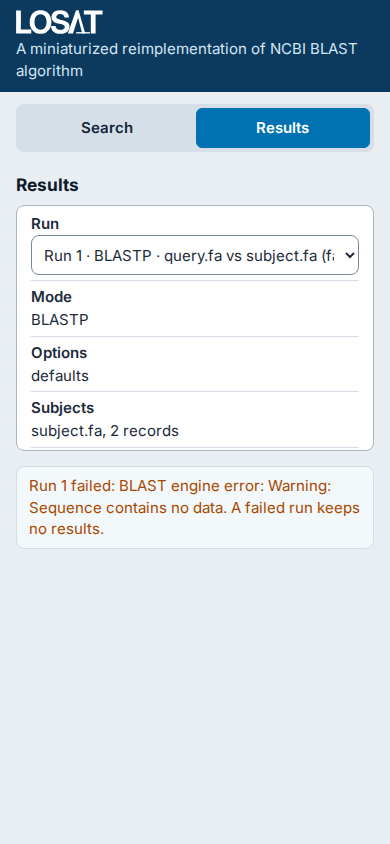 LOSAT
A miniaturized reimplementation of NCBI BLAST
algorithm
Search
Results
Results
Run
Run 1 · BLASTP · query.fa vs subject.fa (fa
Mode
BLASTP
Options
defaults
Subjects
subject.fa, 2 records
Run 1 failed: BLAST engine error: Warning:
Sequence contains no data. A failed run keeps
no results.